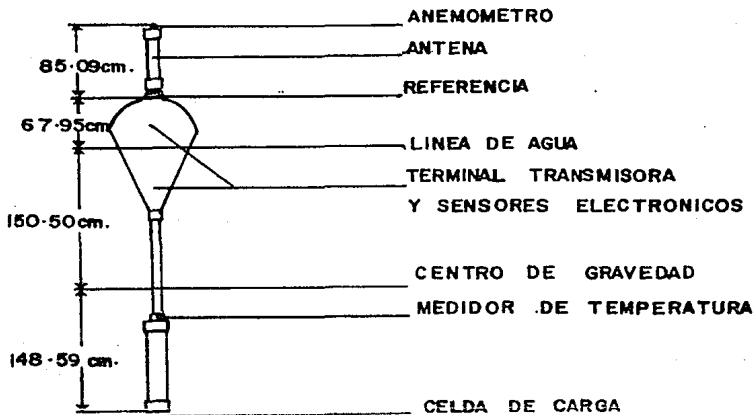 ANEMOMETRO
ANTENA
85·09cm.
REFERENCIA
67·95cm
LINEA DE AGUA
TERMINAL TRANSMISORA
Y SENSORES ELECTRONICOS
150·50cm.
CENTRO DE GRAVEDAD
MEDIDOR .DE TEMPERATURA
148·59 cm.
CELDA DE CARGA